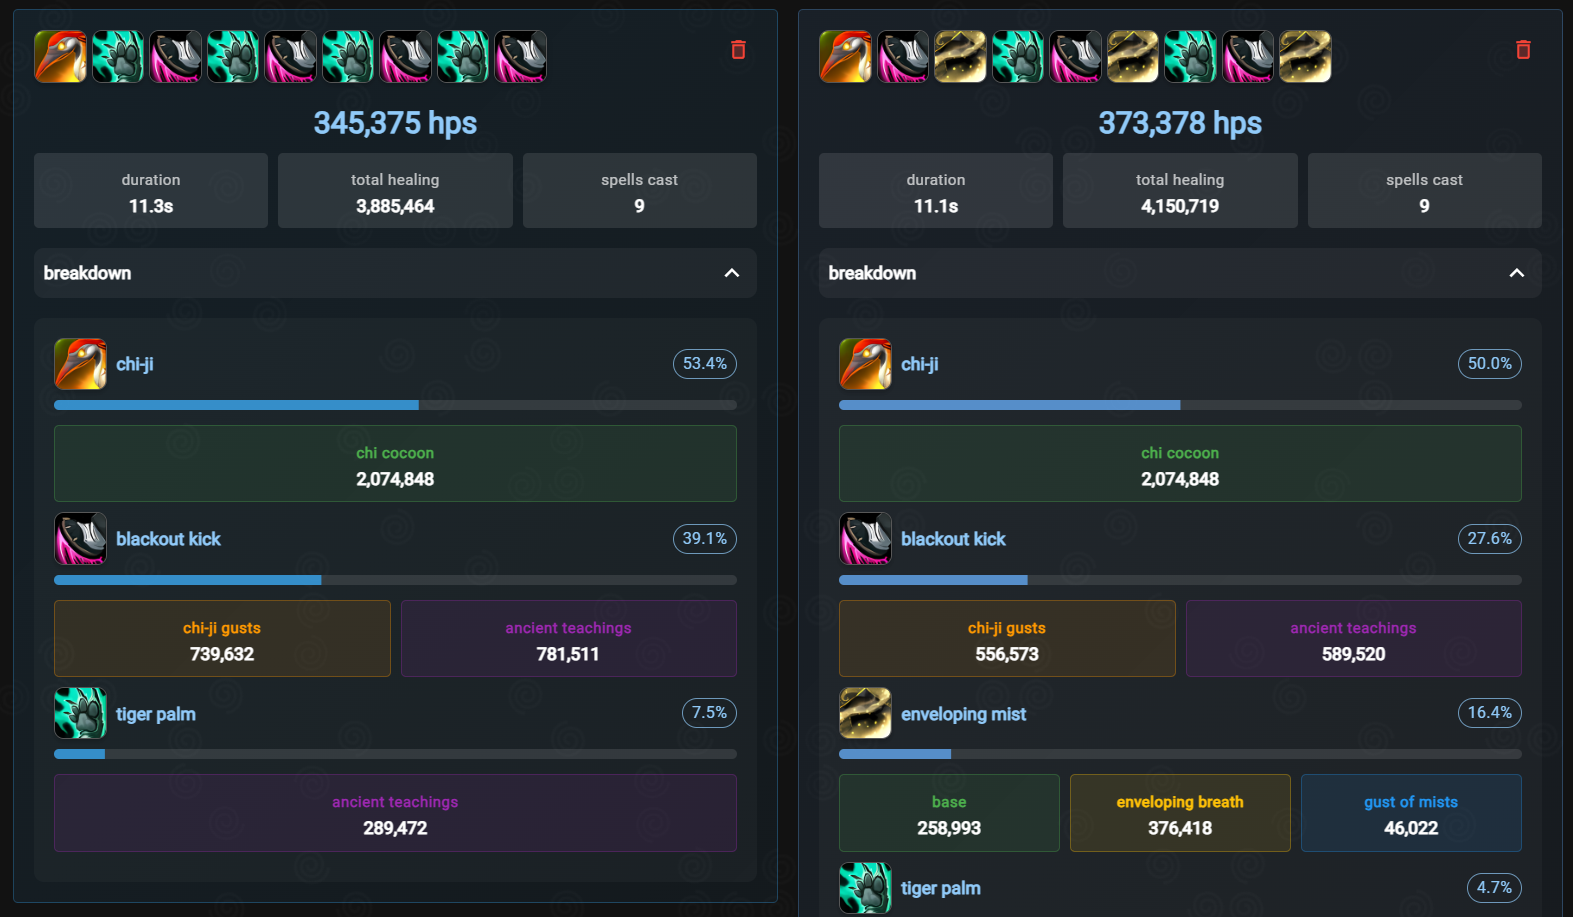 345,375 hps
duration
11.3s
total healing
3,885,464
spells cast
9
breakdown
chi-ji
53.4%
chi cocoon
2,074,848
blackout kick
39.1%
chi-ji gusts
739,632
ancient teachings
781,511
tiger palm
7.5%
ancient teachings
289,472
373,378 hps
duration
11.1s
total healing
4,150,719
spells cast
9
breakdown
chi-ji
50.0%
chi cocoon
2,074,848
blackout kick
27.6%
chi-ji gusts
556,573
ancient teachings
589,520
enveloping mist
16.4%
base
258,993
enveloping breath
376,418
gust of mists
46,022
tiger palm
4.7%